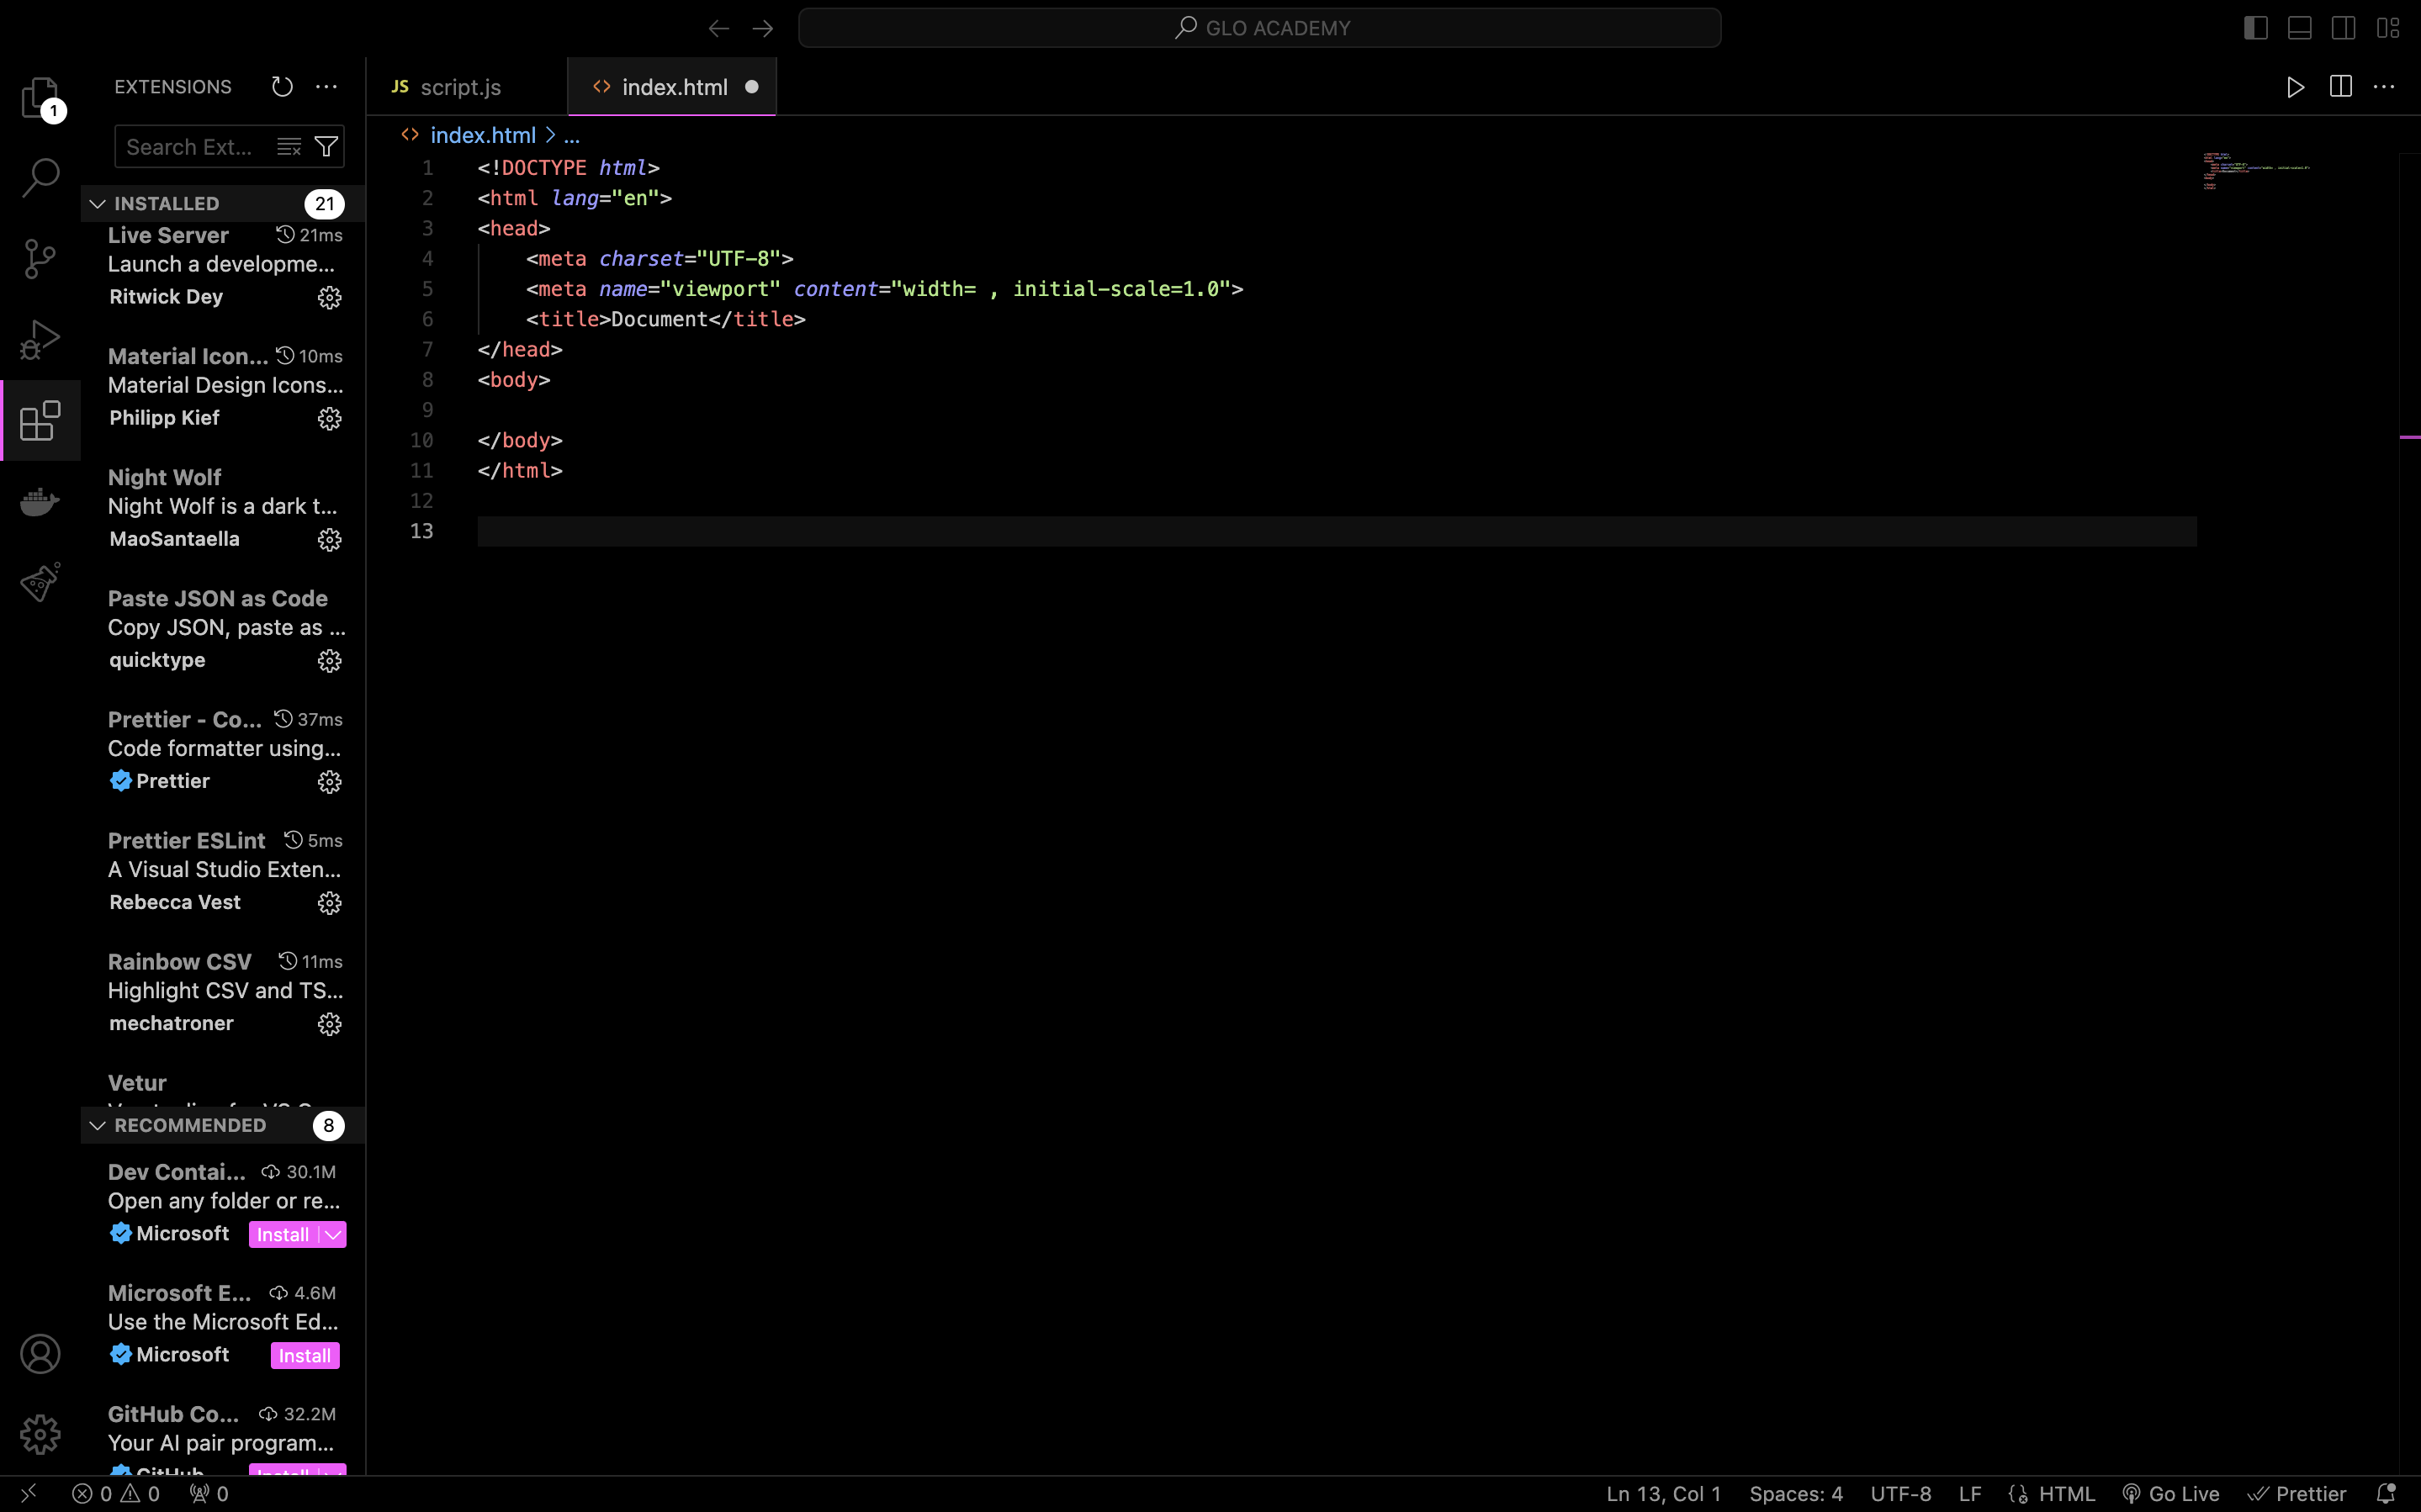 GLO ACADEMY
1
EXTENSIONS
Search Ext...
INSTALLED 21
Live Server 21ms
Launch a developme...
Ritwick Dey
Material Icon... 10ms
Material Design Icons...
Philipp Kief
Night Wolf
Night Wolf is a dark t...
MaoSantaella
Paste JSON as Code
Copy JSON, paste as ...
quicktype
Prettier - Co... 37ms
Code formatter using...
Prettier
Prettier ESLint 5ms
A Visual Studio Exten...
Rebecca Vest
Rainbow CSV 11ms
Highlight CSV and TS...
mechatroner
Vetur
RECOMMENDED 8
Dev Contai... 30.1M
Open any folder or re...
Microsoft Install
Microsoft E... 4.6M
Use the Microsoft Ed...
Microsoft Install
GitHub Co... 32.2M
Your AI pair program...
GitHub Install
JS script.js
<> index.html
<> index.html > ...
1 <!DOCTYPE html>
2 <html lang="en">
3 <head>
4     <meta charset="UTF-8">
5     <meta name="viewport" content="width= , initial-scale=1.0">
6     <title>Document</title>
7 </head>
8 <body>
9
10 </body>
11 </html>
12
13
0 0 0
Ln 13, Col 1 Spaces: 4 UTF-8 LF HTML Go Live Prettier